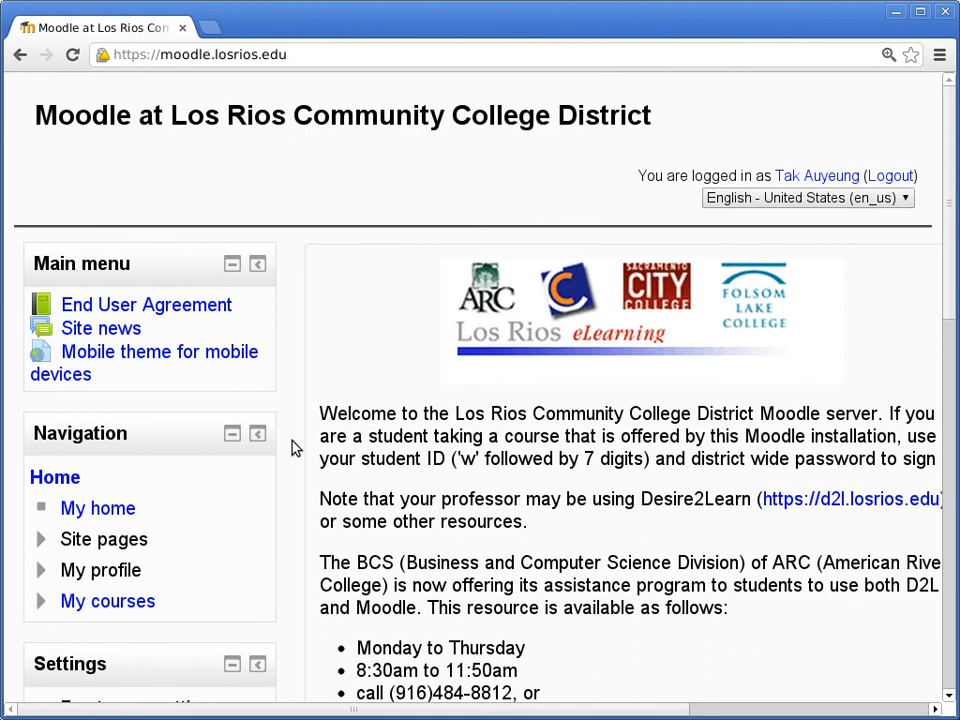 Moodle at Los Rios Com
https://moodle.losrios.edu
Moodle at Los Rios Community College District
You are logged in as Tak Auyeung (Logout)
English - United States (en_us)
Main menu
End User Agreement
Site news
Mobile theme for mobile
devices
Navigation
Home
My home
Site pages
My profile
My courses
Settings
ARC
C
SACRAMENTO
CITY
COLLEGE
FOLSOM
LAKE
COLLEGE
Los Rios eLearning
Welcome to the Los Rios Community College District Moodle server. If you
are a student taking a course that is offered by this Moodle installation, use
your student ID ('w' followed by 7 digits) and district wide password to sign
Note that your professor may be using Desire2Learn (https://d2l.losrios.edu)
or some other resources.
The BCS (Business and Computer Science Division) of ARC (American Rive
College) is now offering its assistance program to students to use both D2L
and Moodle. This resource is available as follows:
• Monday to Thursday
• 8:30am to 11:50am
• call (916)484-8812, or